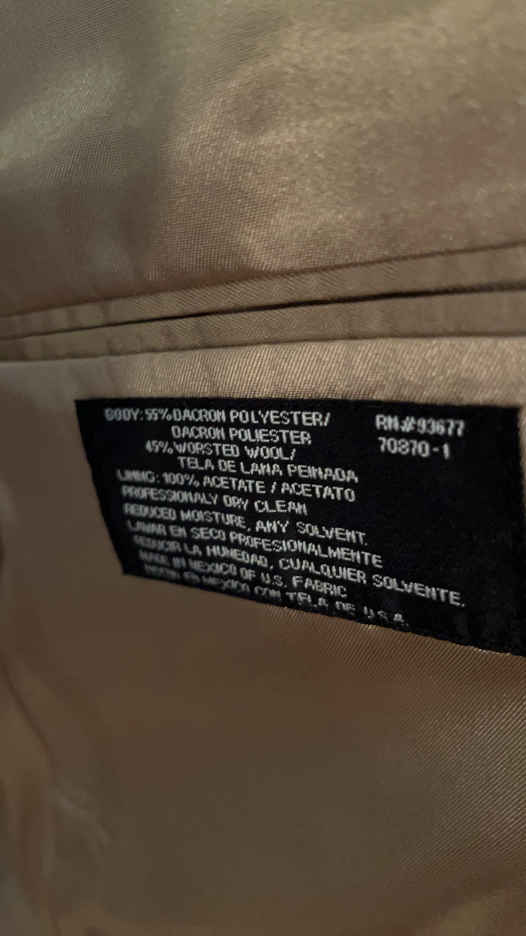 BODY: 55% DACRON POLYESTER/
DACRON POLIESTER
45% WORSTED WOOL/
TELA DE LANA PEINADA
LINING: 100% ACETATE / ACETATO
PROFESSIONALY DRY CLEAN
REDUCED MOISTURE, ANY SOLVENT.
LAVAR EN SECO PROFESIONALMENTE
REDUCIR LA HUMEDAD, CUALQUIER SOLVENTE.
MADE IN MEXICO OF U.S. FABRIC
HECHO EN MEXICO CON TELA DE U.S.A.
RN#93677
70870-1